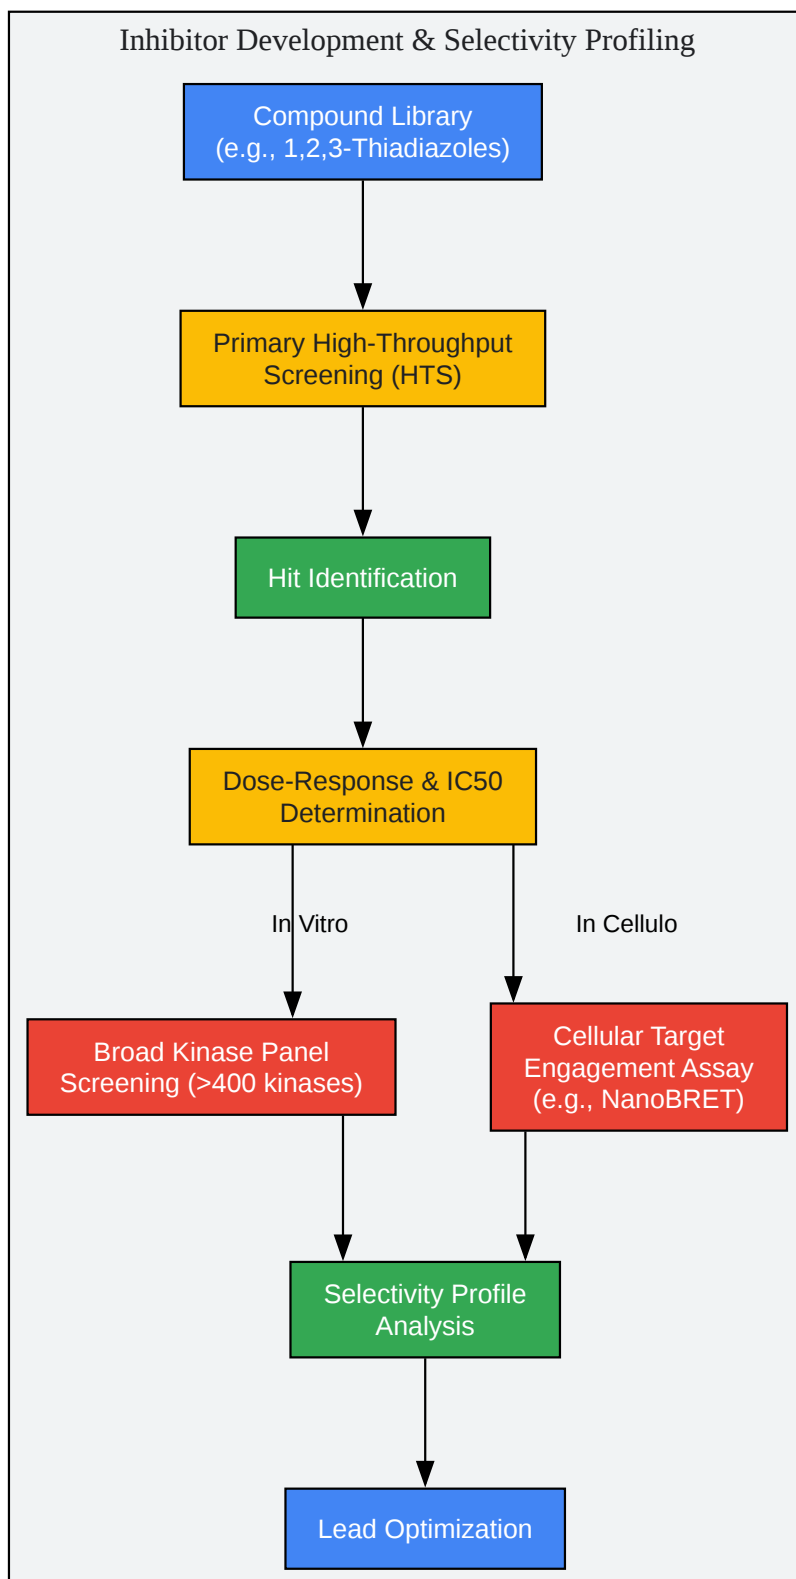 Inhibitor Development & Selectivity Profiling
Compound Library
(e.g., 1,2,3-Thiadiazoles)
Primary High-Throughput
Screening (HTS)
Hit Identification
Dose-Response & IC50
Determination
In Vitro
In Cellulo
Broad Kinase Panel
Screening (>400 kinases)
Cellular Target
Engagement Assay
(e.g., NanoBRET)
Selectivity Profile
Analysis
Lead Optimization